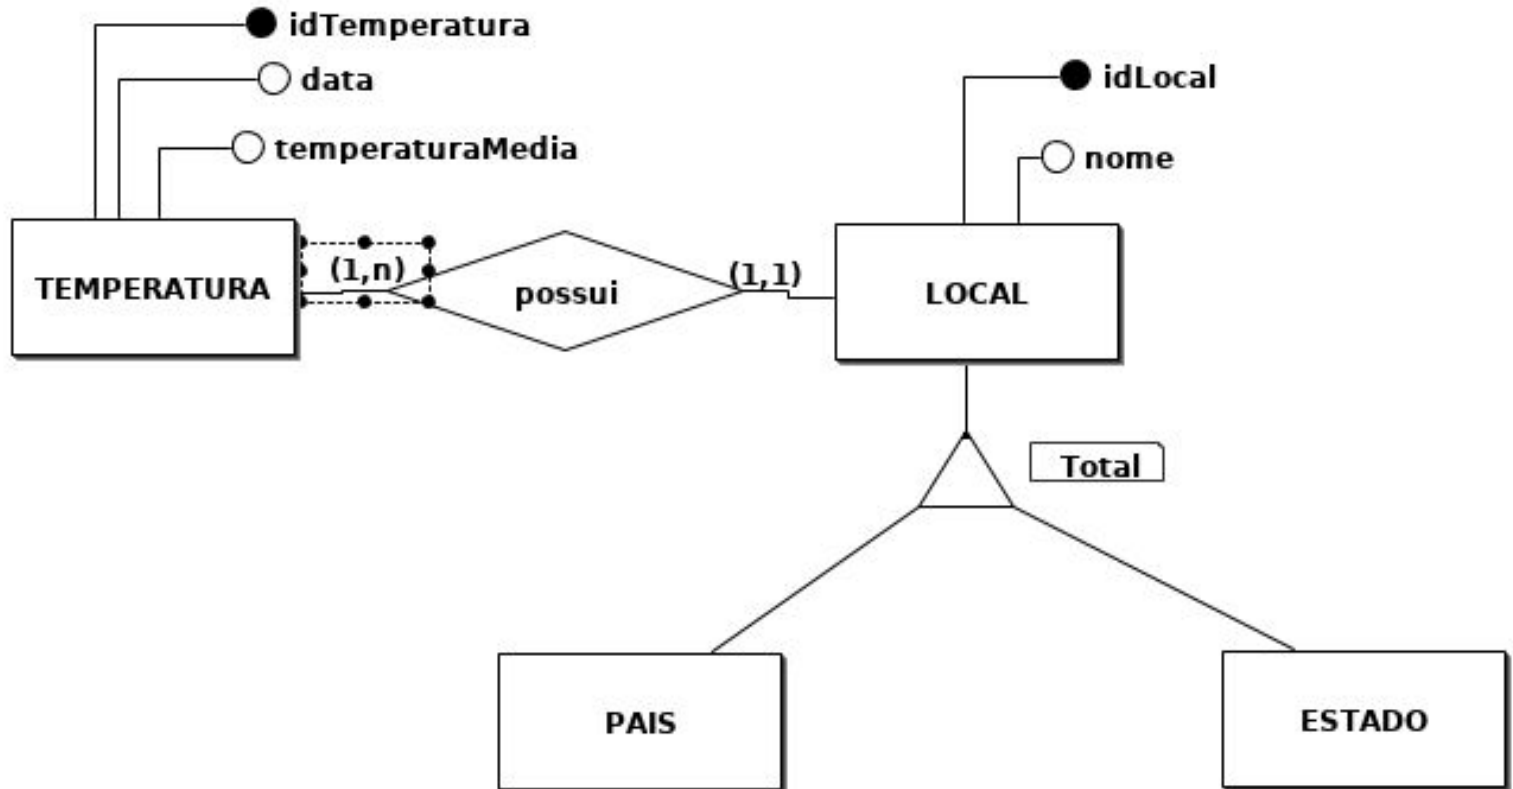 idTemperatura
data
temperaturaMedia
idLocal
nome
TEMPERATURA
(1,n)
possui
(1,1)
LOCAL
Total
PAIS
ESTADO